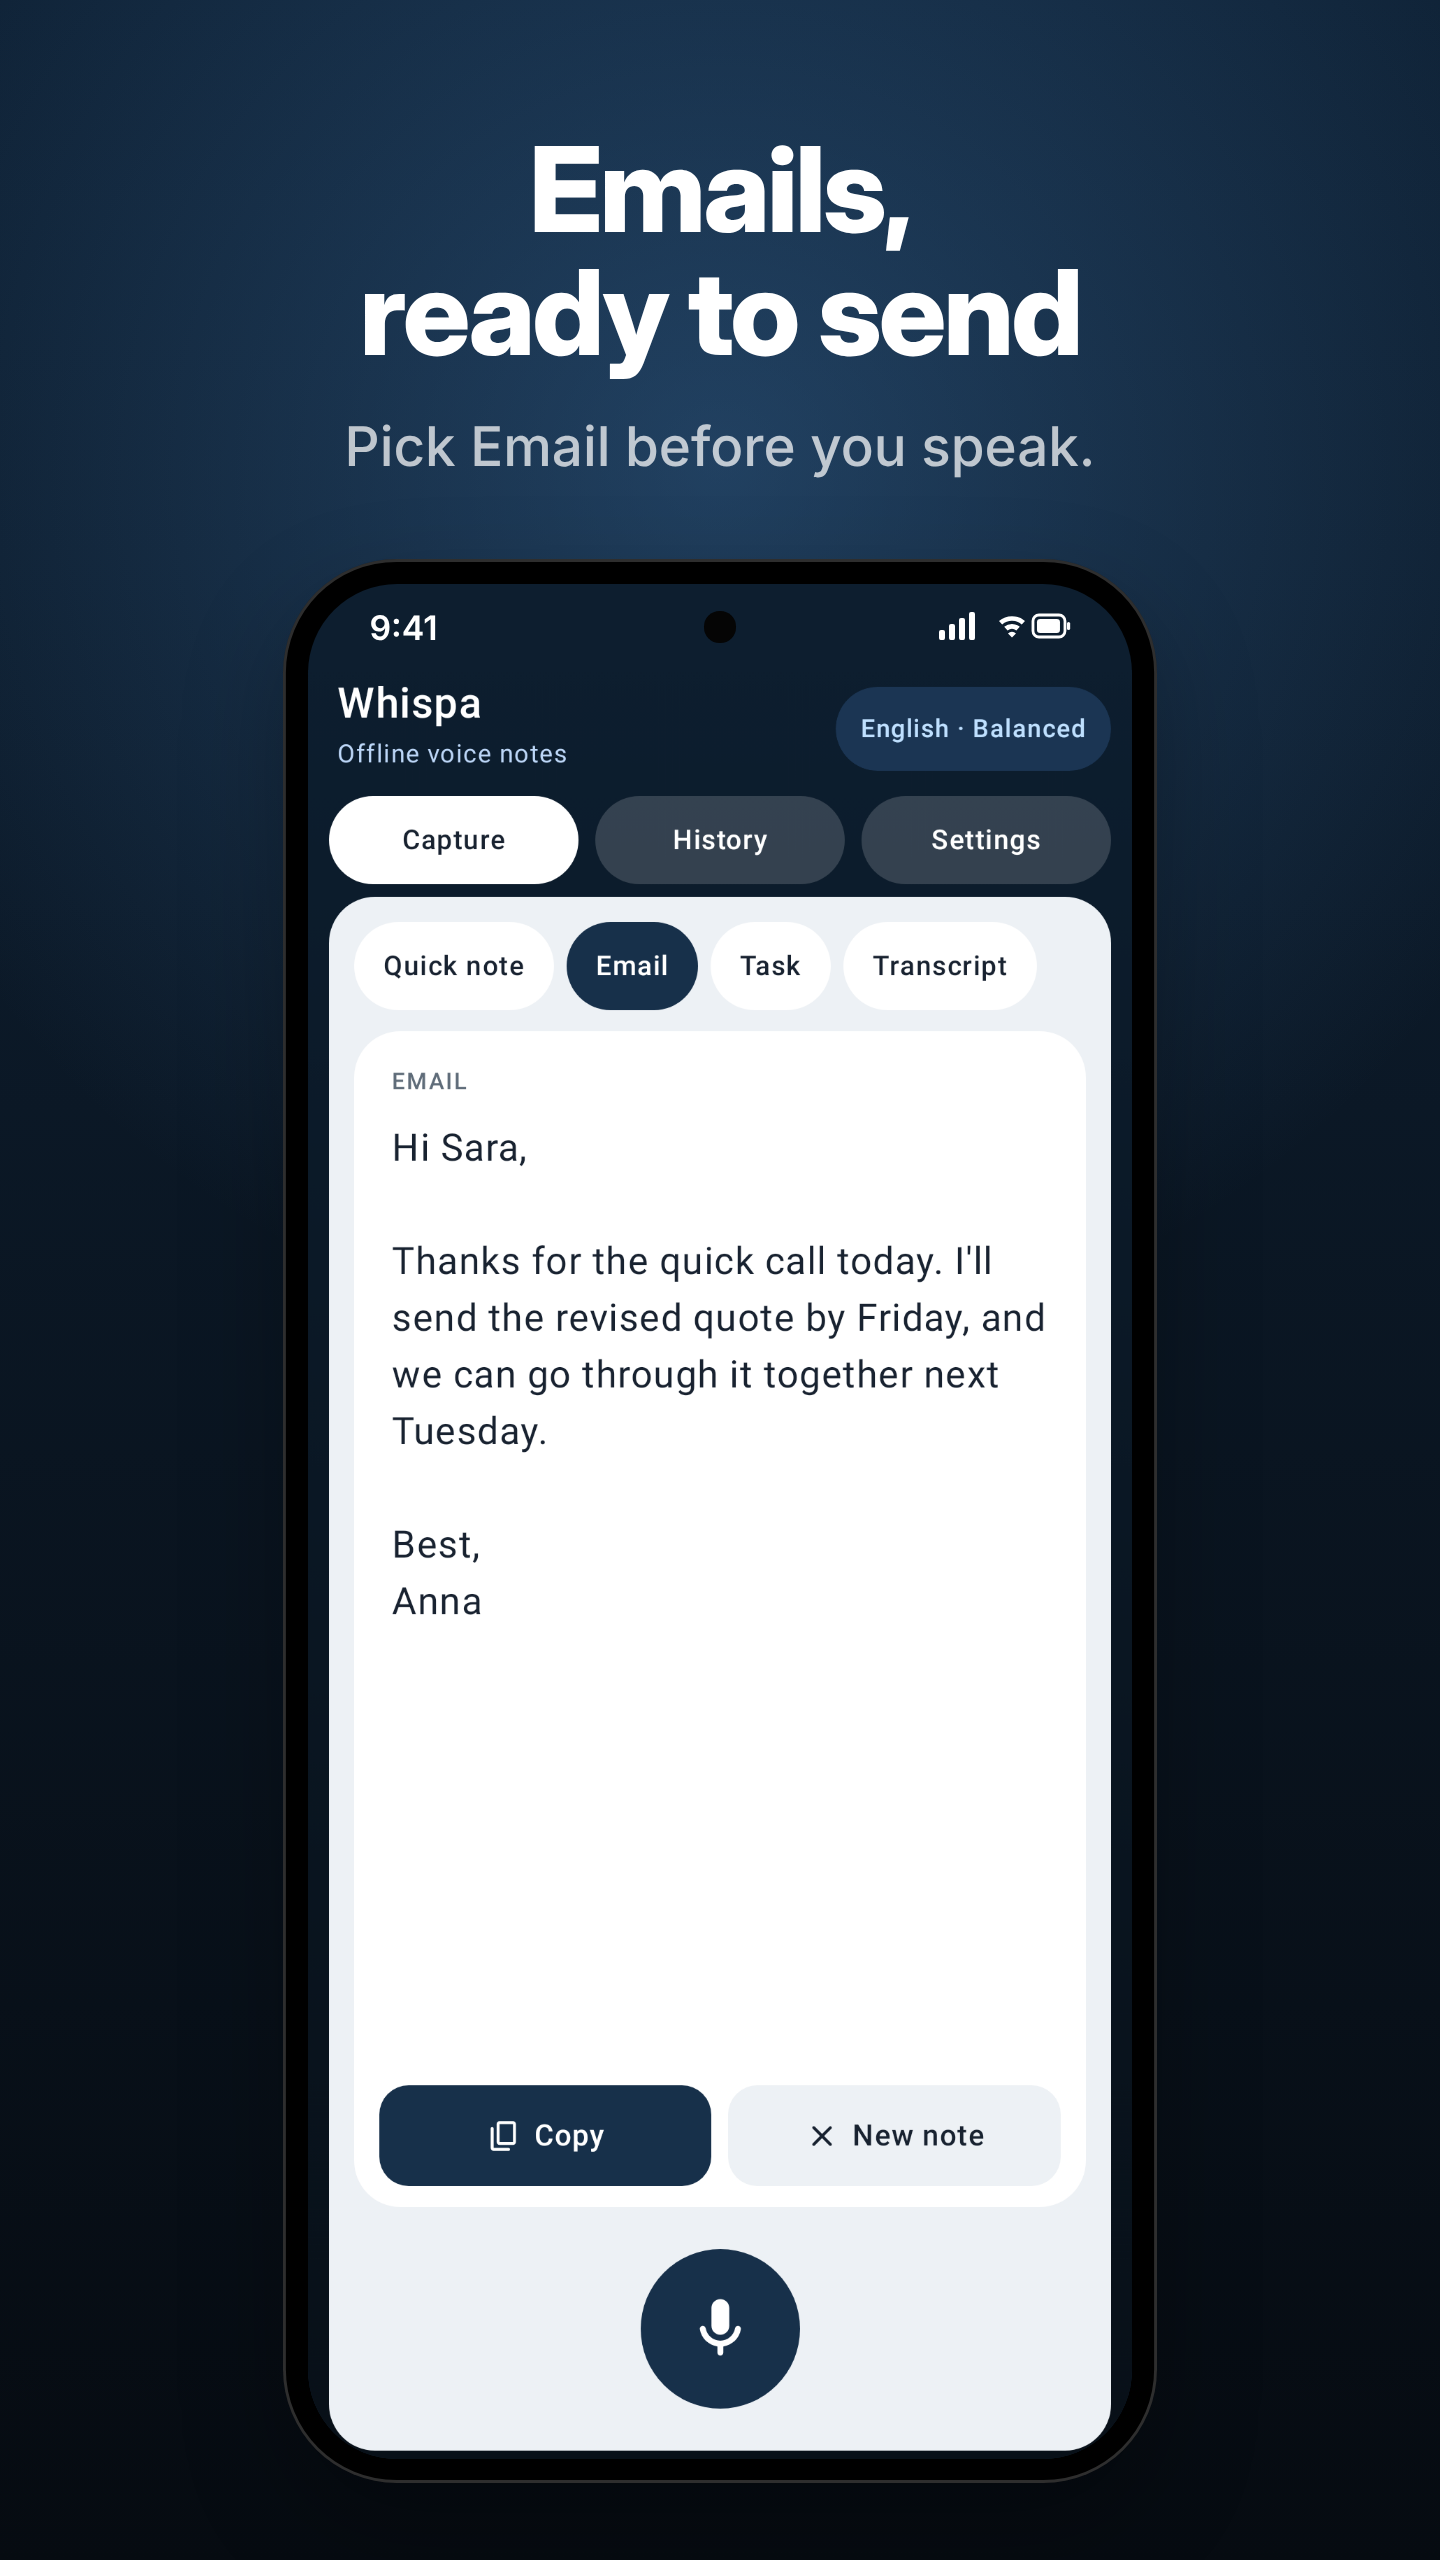 Emails,
ready to send
Pick Email before you speak.
9:41
Whispa
Offline voice notes
English · Balanced
Capture
History
Settings
Quick note
Email
Task
Transcript
EMAIL
Hi Sara,
Thanks for the quick call today. I'll
send the revised quote by Friday, and
we can go through it together next
Tuesday.
Best,
Anna
Copy
New note